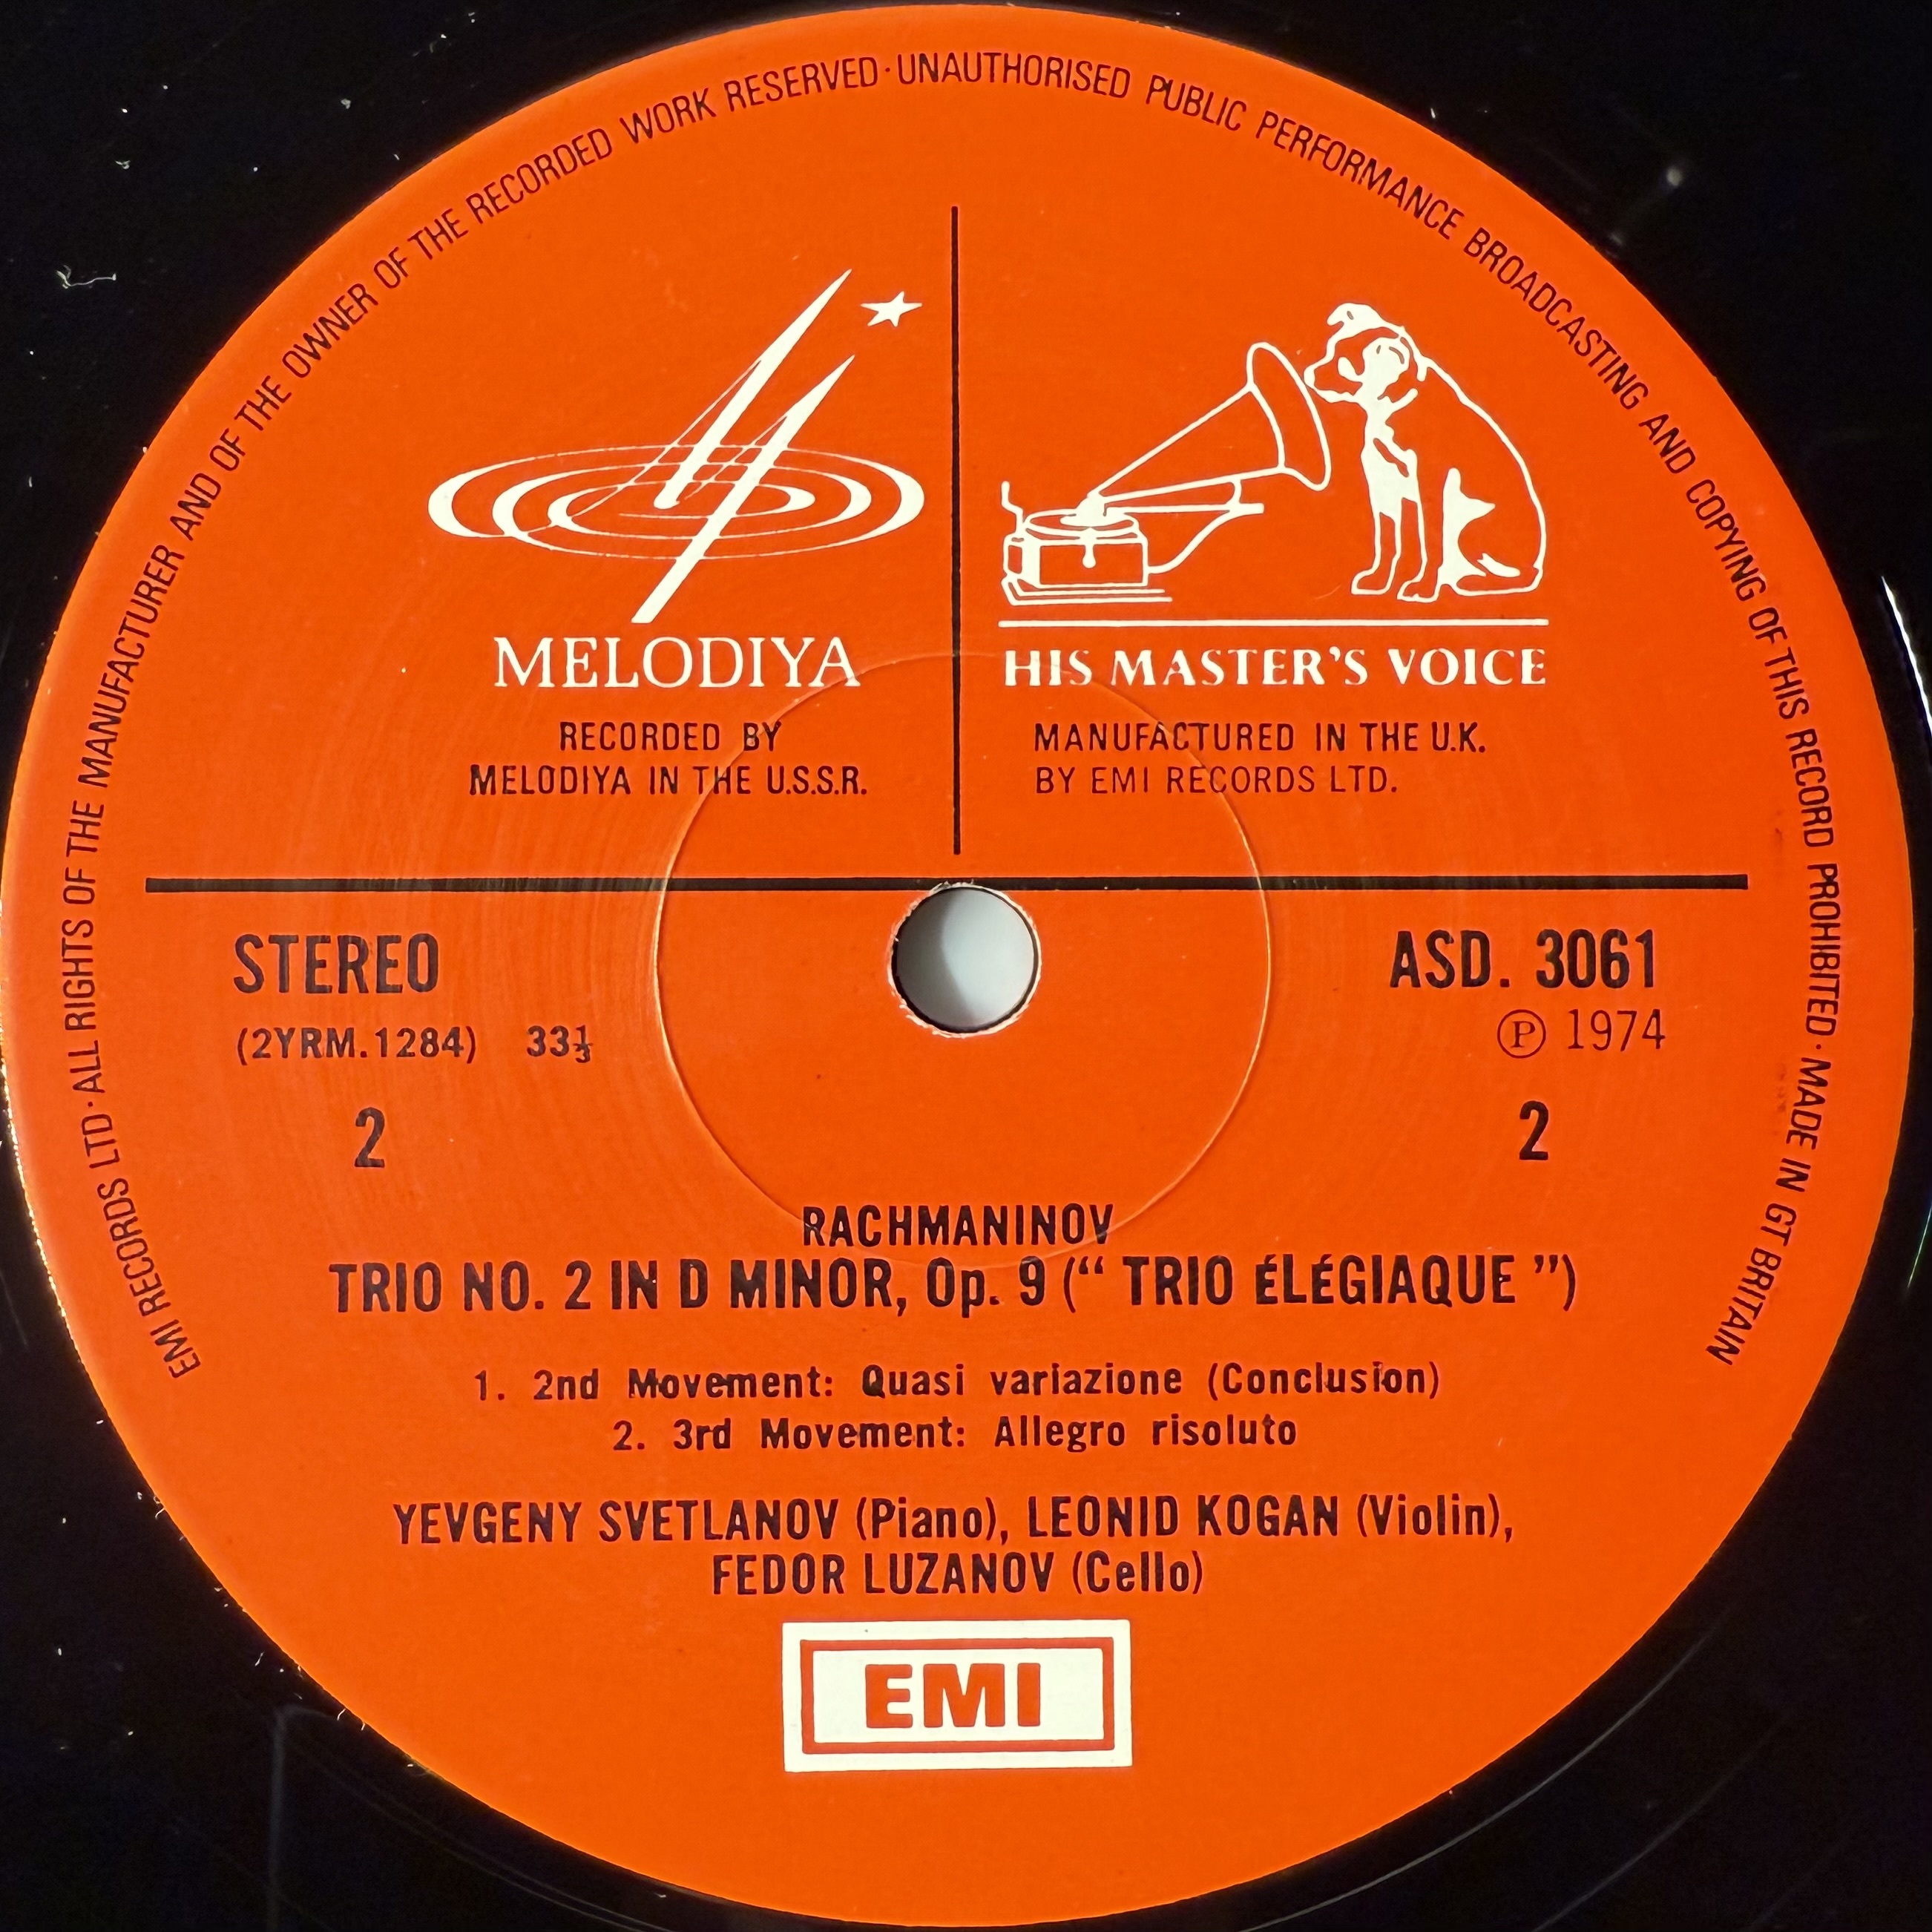 EMI RECORDS LTD · ALL RIGHTS OF THE MANUFACTURER AND OF THE OWNER OF THE RECORDED WORK RESERVED · UNAUTHORISED PUBLIC PERFORMANCE BROADCASTING AND COPYING OF THIS RECORD PROHIBITED · MADE IN GT BRITAIN
MELODIYA
RECORDED BY
MELODIYA IN THE U.S.S.R.
HIS MASTER'S VOICE
MANUFACTURED IN THE U.K.
BY EMI RECORDS LTD.
STEREO
(2YRM.1284) 33⅓
2
ASD. 3061
Ⓟ 1974
2
RACHMANINOV
TRIO NO. 2 IN D MINOR, Op. 9 (“ TRIO ÉLÉGIAQUE ”)
1. 2nd Movement: Quasi variazione (Conclusion)
2. 3rd Movement: Allegro risoluto
YEVGENY SVETLANOV (Piano), LEONID KOGAN (Violin),
FEDOR LUZANOV (Cello)
EMI